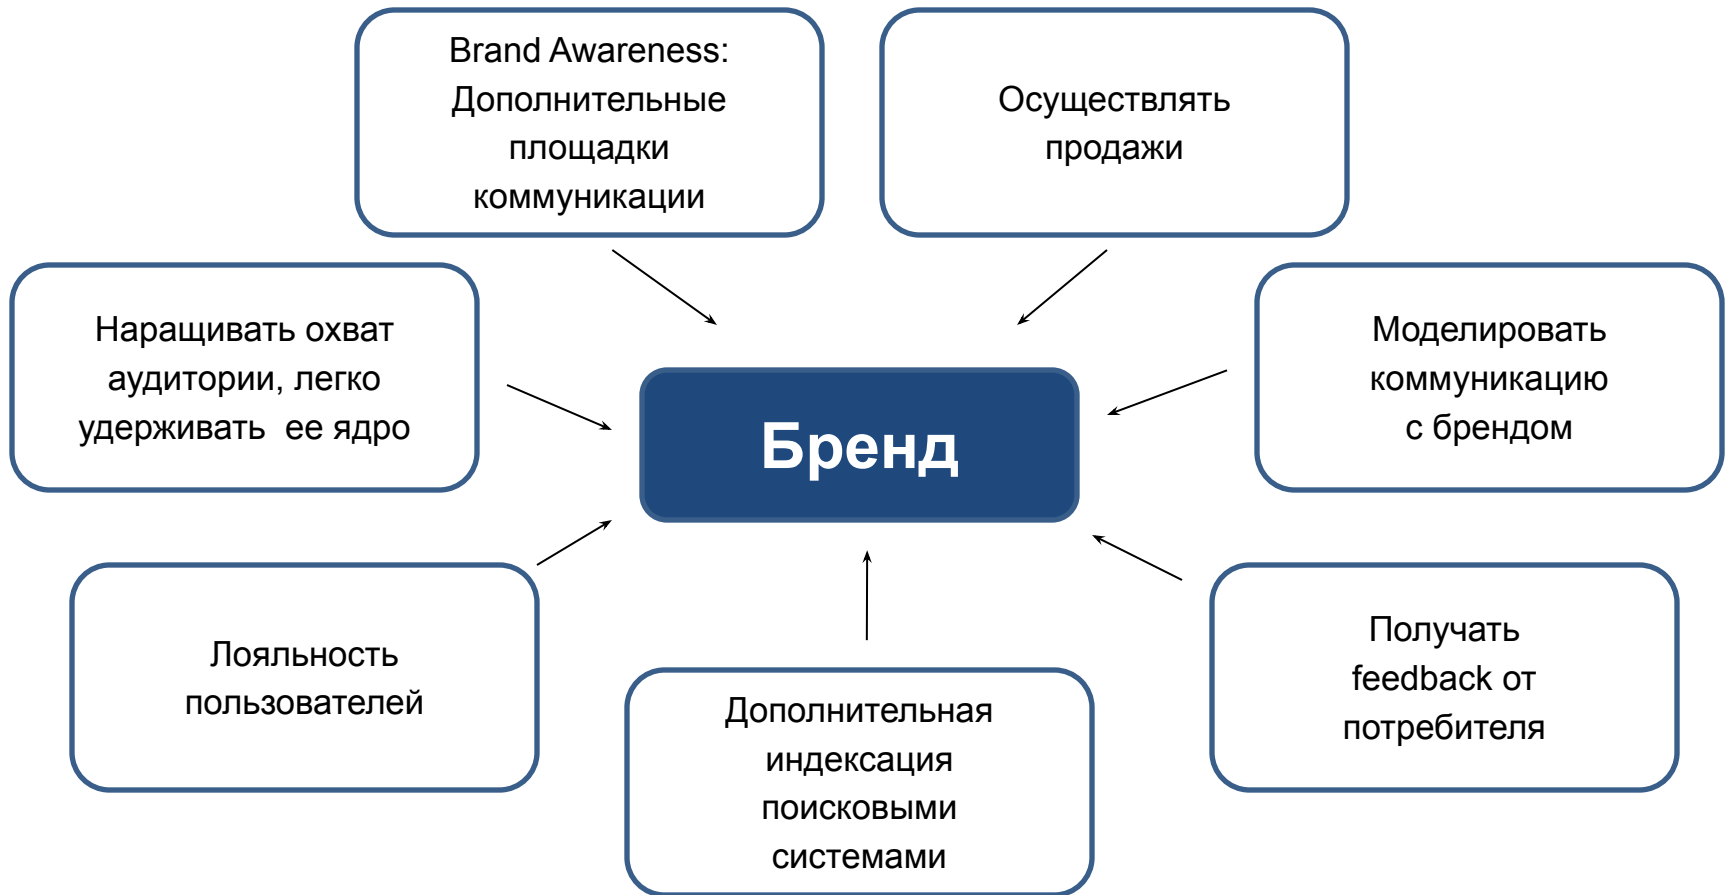 Brand Awareness:
Дополнительные
площадки
коммуникации
Осуществлять
продажи
Наращивать охват
аудитории, легко
удерживать  ее ядро
Моделировать
коммуникацию
с брендом
Бренд
Лояльность
пользователей
Дополнительная
индексация
поисковыми
системами
Получать
feedback от
потребителя